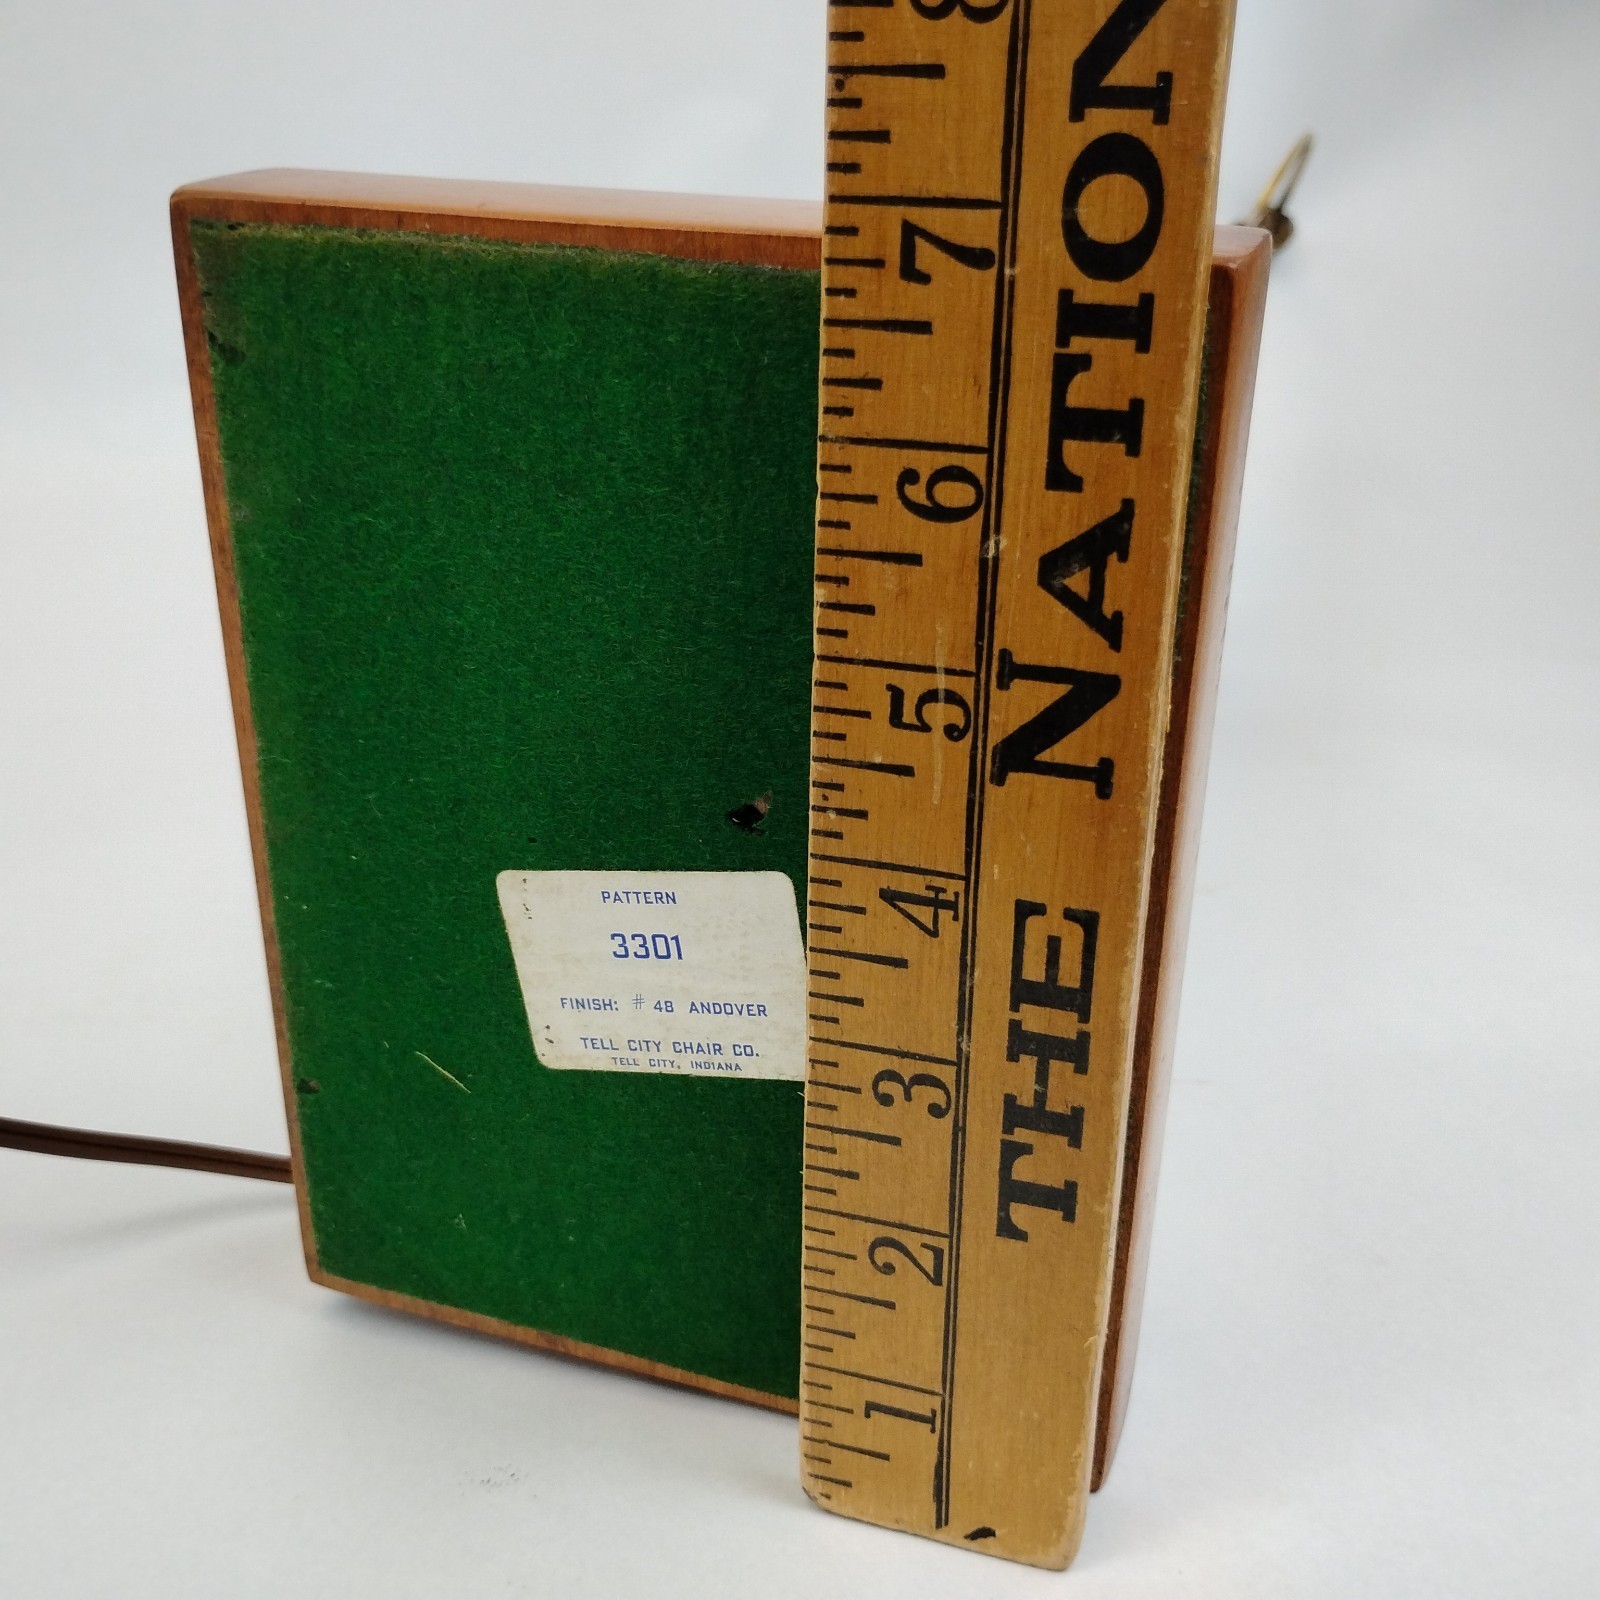 PATTERN
3301
FINISH: # 48 ANDOVER
TELL CITY CHAIR CO.
TELL CITY, INDIANA
8
7
6
5
4
3
2
1
THE NATION